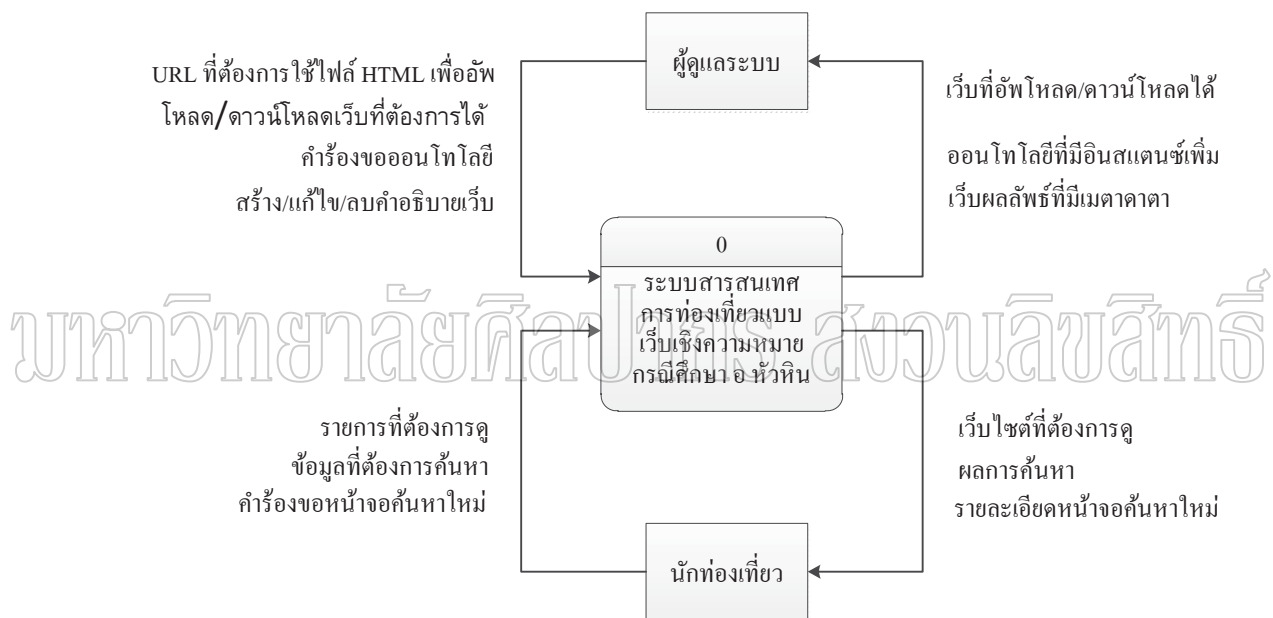 ผู้ดูแลระบบ
URL ที่ต้องการใช้ไฟล์ HTML เพื่ออัพ
โหลด/ดาวน์โหลดเว็บที่ต้องการได้
คำร้องขอออนโทโลยี
สร้าง/แก้ไข/ลบคำอธิบายเว็บ
เว็บที่อัพโหลด/ดาวน์โหลดได้
ออนโทโลยีที่มีอินสแตนซ์เพิ่ม
เว็บผลลัพธ์ที่มีเมตาดาตา
0
ระบบสารสนเทศ
การท่องเที่ยวแบบ
เว็บเชิงความหมาย
กรณีศึกษา อ หัวหิน
มหาวิทยาลัยศิลปากร สงวนลิขสิทธิ์
รายการที่ต้องการดู
ข้อมูลที่ต้องการค้นหา
คำร้องขอหน้าจอค้นหาใหม่
เว็บไซต์ที่ต้องการดู
ผลการค้นหา
รายละเอียดหน้าจอค้นหาใหม่
นักท่องเที่ยว